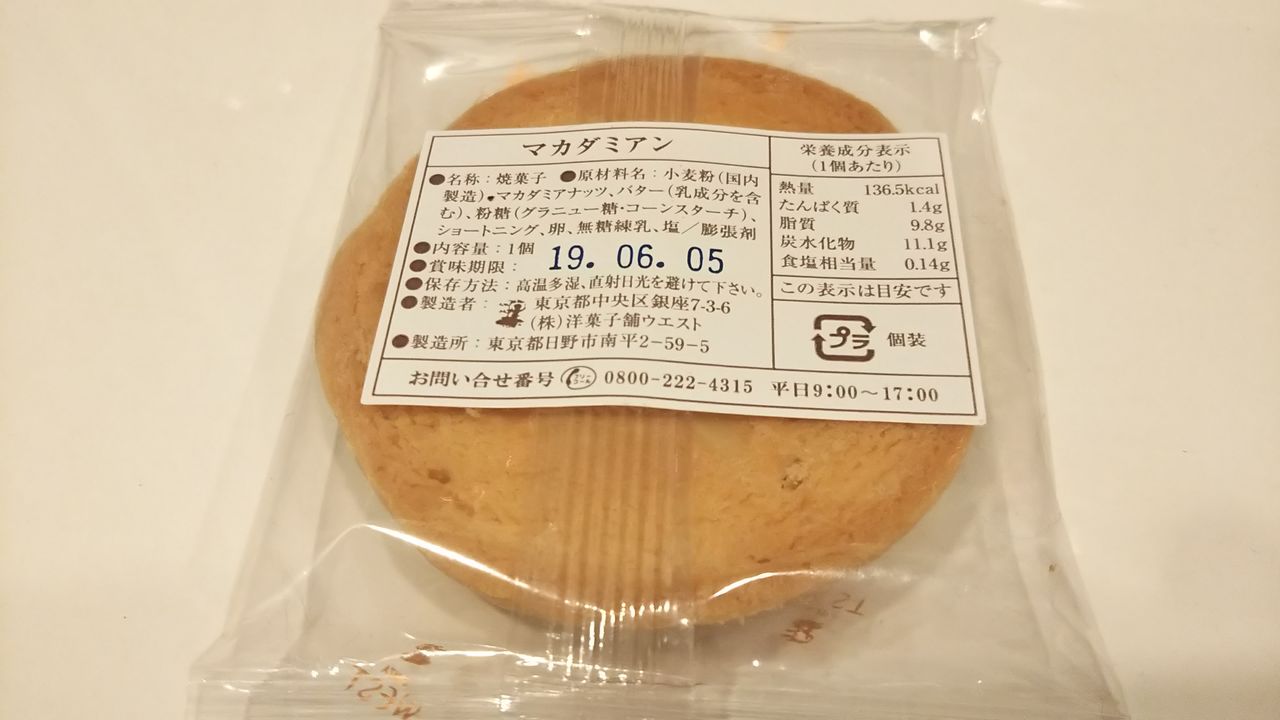 マカダミアン
●名称：焼菓子 ●原材料名：小麦粉(国内
製造)、マカダミアナッツ、バター(乳成分を含
む)、粉糖(グラニュー糖・コーンスターチ)、
ショートニング、卵、無糖練乳、塩／膨張剤
●内容量：1個
●賞味期限： 19. 06. 05
●保存方法：高温多湿、直射日光を避けて下さい。
●製造者： 東京都中央区銀座7-3-6
(株)洋菓子舗ウエスト
●製造所：東京都日野市南平2-59-5
栄養成分表示
(1個あたり)
熱量 136.5kcal
たんぱく質 1.4g
脂質 9.8g
炭水化物 11.1g
食塩相当量 0.14g
この表示は目安です
プラ 個装
お問い合せ番号 フリーコール 0800-222-4315 平日9:00〜17:00
WEST